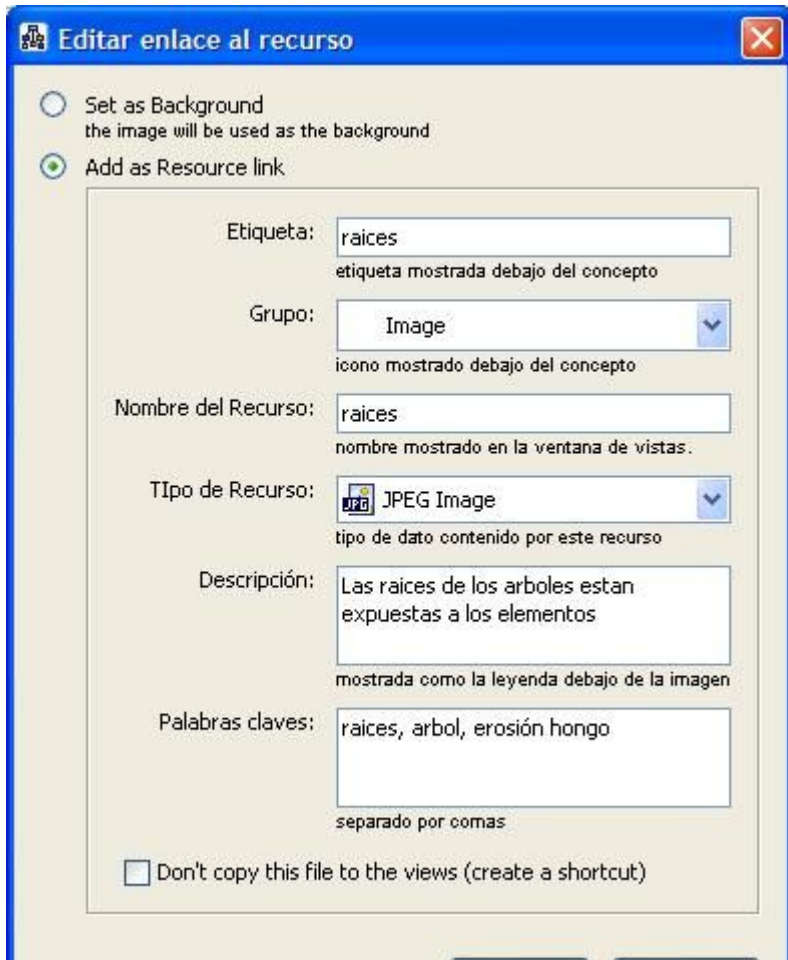 Editar enlace al recurso
Set as Background
the image will be used as the background
Add as Resource link
Etiqueta: raices
etiqueta mostrada debajo del concepto
Grupo: Image
icono mostrado debajo del concepto
Nombre del Recurso: raices
nombre mostrado en la ventana de vistas.
TIpo de Recurso: JPG JPEG Image
tipo de dato contenido por este recurso
Descripción: Las raices de los arboles estan
expuestas a los elementos
mostrada como la leyenda debajo de la imagen
Palabras claves: raices, arbol, erosión hongo
separado por comas
Don't copy this file to the views (create a shortcut)